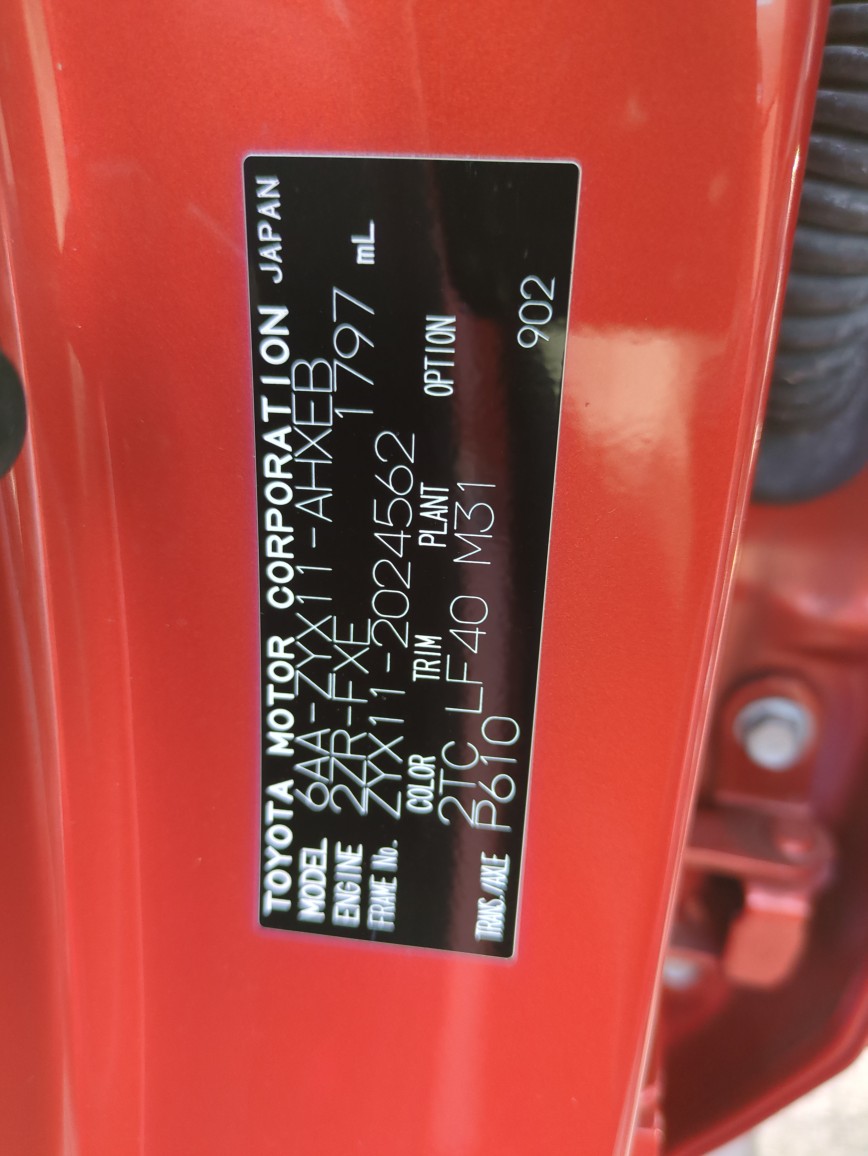 TOYOTA MOTOR CORPORATION JAPAN
MODEL 6AA-ZYX11-AHXEB
ENGINE 2ZR-FXE 1797 mL
FRAME No. ZYX11-2024562
COLOR TRIM PLANT OPTION
2TC LF40 M31
TRANS./AXLE P610 902